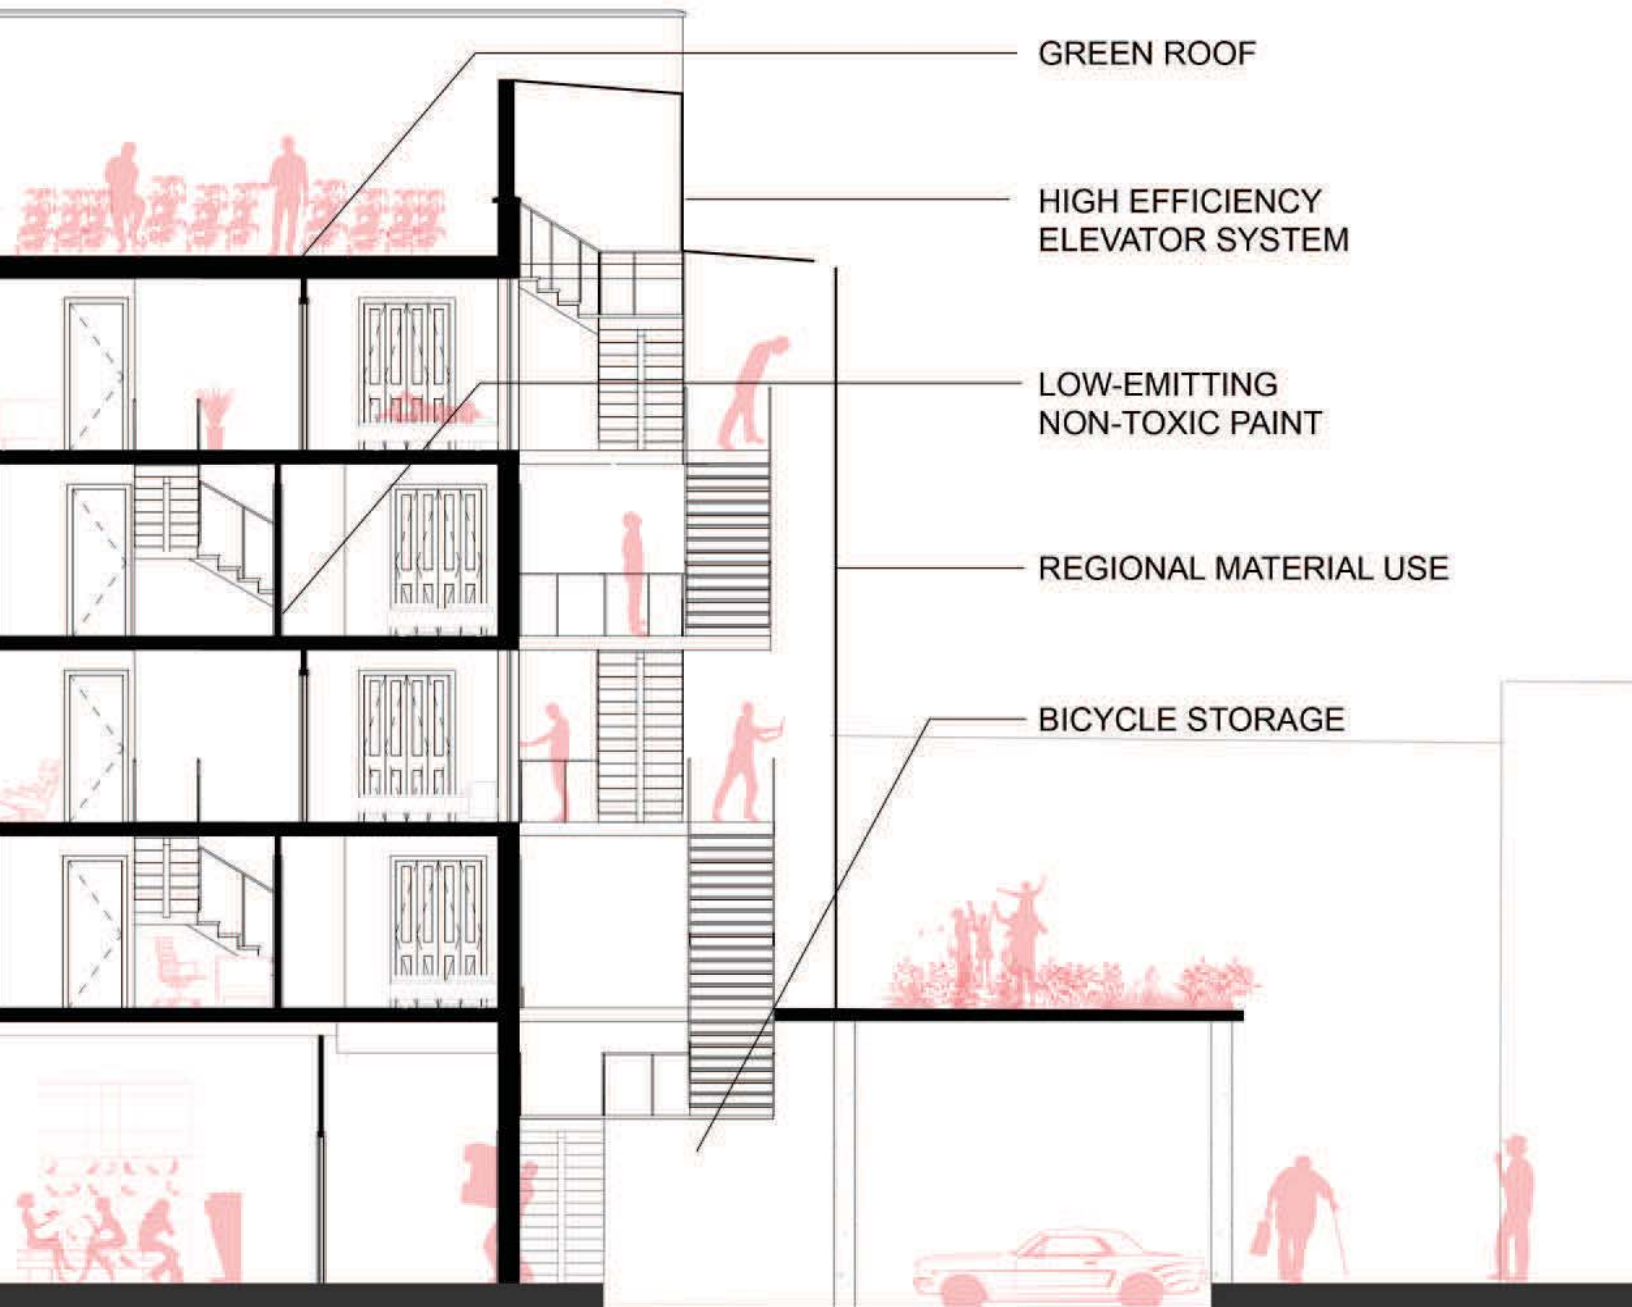 GREEN ROOF
HIGH EFFICIENCY
ELEVATOR SYSTEM
LOW-EMITTING
NON-TOXIC PAINT
REGIONAL MATERIAL USE
BICYCLE STORAGE